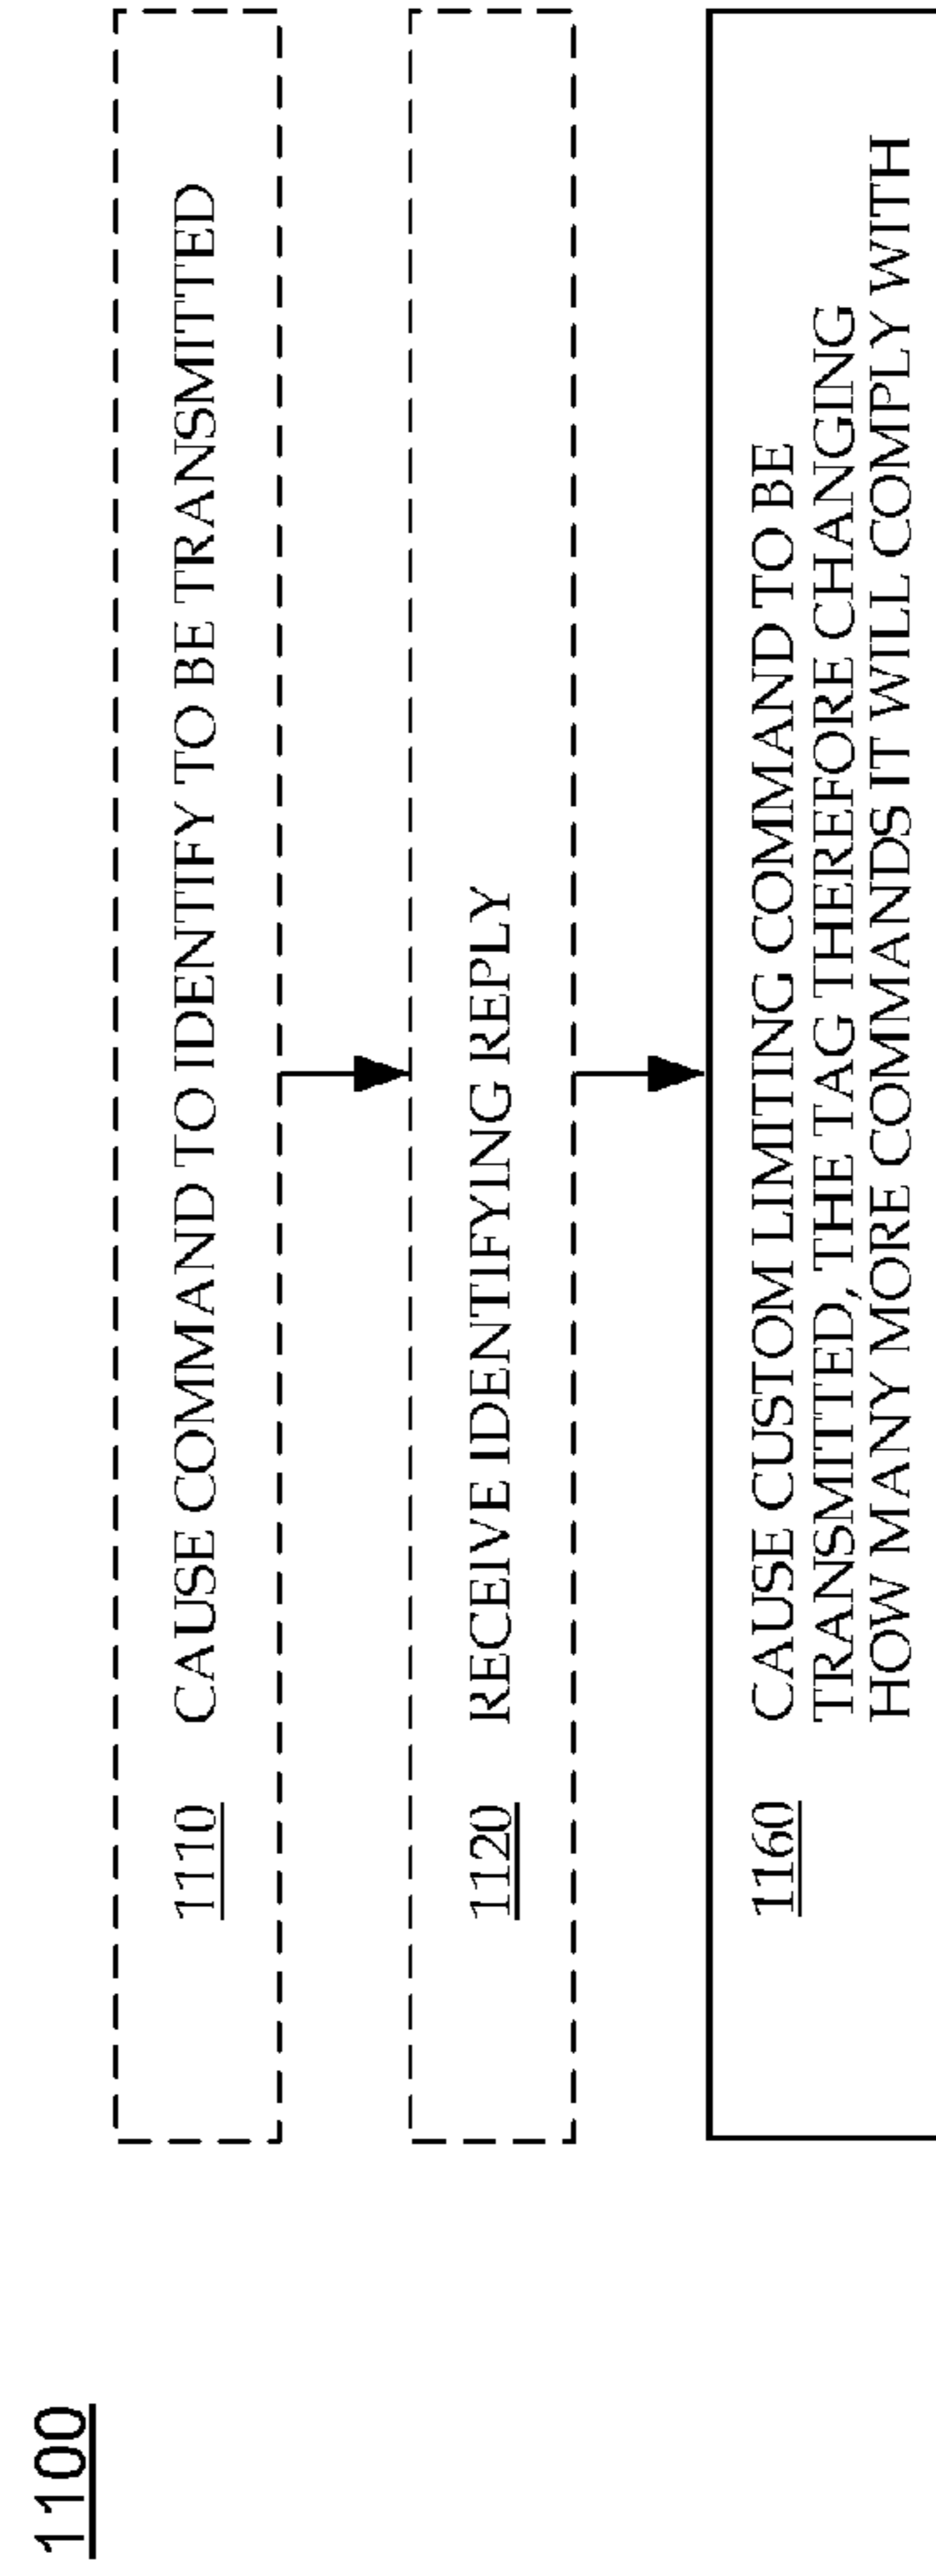 1100
1110 CAUSE COMMAND TO IDENTIFY TO BE TRANSMITTED
1120 RECEIVE IDENTIFYING REPLY
1160 CAUSE CUSTOM LIMITING COMMAND TO BE
TRANSMITTED, THE TAG THEREFORE CHANGING
HOW MANY MORE COMMANDS IT WILL COMPLY WITH